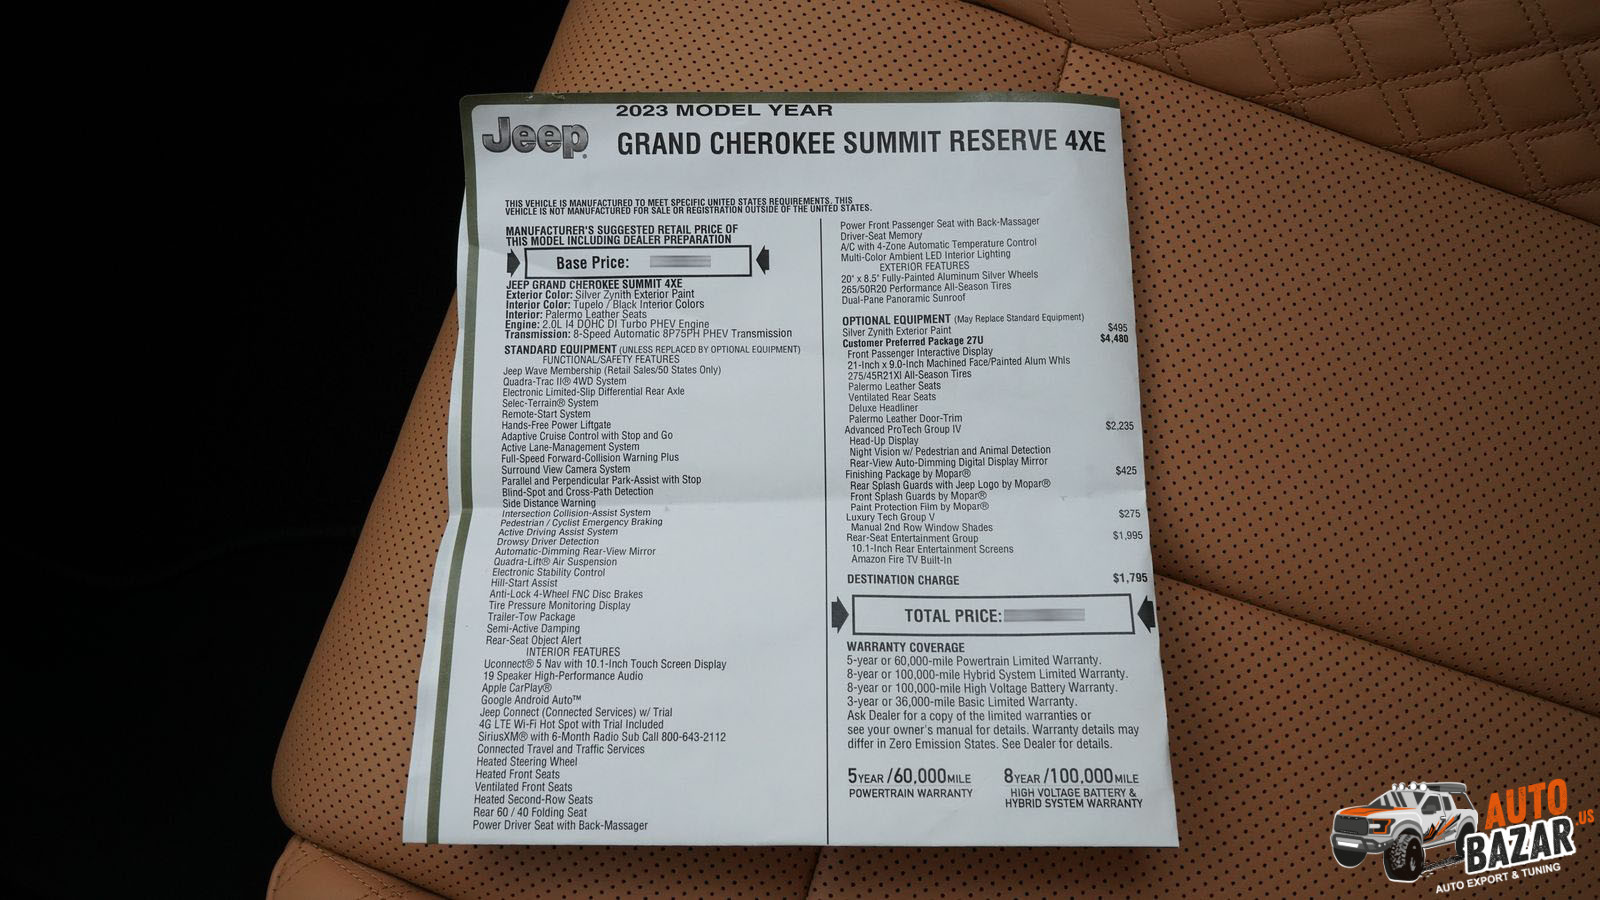 2023 MODEL YEAR
Jeep
GRAND CHEROKEE SUMMIT RESERVE 4XE
THIS VEHICLE IS MANUFACTURED TO MEET SPECIFIC UNITED STATES REQUIREMENTS. THIS
VEHICLE IS NOT MANUFACTURED FOR SALE OR REGISTRATION OUTSIDE OF THE UNITED STATES.
MANUFACTURER'S SUGGESTED RETAIL PRICE OF
THIS MODEL INCLUDING DEALER PREPARATION
Base Price:
JEEP GRAND CHEROKEE SUMMIT 4XE
Exterior Color: Silver Zynith Exterior Paint
Interior Color: Tupelo / Black Interior Colors
Interior: Palermo Leather Seats
Engine: 2.0L I4 DOHC DI Turbo PHEV Engine
Transmission: 8-Speed Automatic 8P75PH PHEV Transmission
STANDARD EQUIPMENT (UNLESS REPLACED BY OPTIONAL EQUIPMENT)
FUNCTIONAL/SAFETY FEATURES
Jeep Wave Membership (Retail Sales/50 States Only)
Quadra-Trac II® 4WD System
Electronic Limited-Slip Differential Rear Axle
Selec-Terrain® System
Remote-Start System
Hands-Free Power Liftgate
Adaptive Cruise Control with Stop and Go
Active Lane-Management System
Full-Speed Forward-Collision Warning Plus
Surround View Camera System
Parallel and Perpendicular Park-Assist with Stop
Blind-Spot and Cross-Path Detection
Side Distance Warning
Intersection Collision-Assist System
Pedestrian / Cyclist Emergency Braking
Active Driving Assist System
Drowsy Driver Detection
Automatic-Dimming Rear-View Mirror
Quadra-Lift® Air Suspension
Electronic Stability Control
Hill-Start Assist
Anti-Lock 4-Wheel FNC Disc Brakes
Tire Pressure Monitoring Display
Trailer-Tow Package
Semi-Active Damping
Rear-Seat Object Alert
INTERIOR FEATURES
Uconnect® 5 Nav with 10.1-Inch Touch Screen Display
19 Speaker High-Performance Audio
Apple CarPlay®
Google Android Auto™
Jeep Connect (Connected Services) w/ Trial
4G LTE Wi-Fi Hot Spot with Trial Included
SiriusXM® with 6-Month Radio Sub Call 800-643-2112
Connected Travel and Traffic Services
Heated Steering Wheel
Heated Front Seats
Ventilated Front Seats
Heated Second-Row Seats
Rear 60 / 40 Folding Seat
Power Driver Seat with Back-Massager
Power Front Passenger Seat with Back-Massager
Driver-Seat Memory
A/C with 4-Zone Automatic Temperature Control
Multi-Color Ambient LED Interior Lighting
EXTERIOR FEATURES
20" x 8.5" Fully-Painted Aluminum Silver Wheels
265/50R20 Performance All-Season Tires
Dual-Pane Panoramic Sunroof
OPTIONAL EQUIPMENT (May Replace Standard Equipment)
Silver Zynith Exterior Paint $495
Customer Preferred Package 27U $4,480
Front Passenger Interactive Display
21-Inch x 9.0-Inch Machined Face/Painted Alum Whls
275/45R21Xl All-Season Tires
Palermo Leather Seats
Ventilated Rear Seats
Deluxe Headliner
Palermo Leather Door-Trim
Advanced ProTech Group IV $2,235
Head-Up Display
Night Vision w/ Pedestrian and Animal Detection
Rear-View Auto-Dimming Digital Display Mirror
Finishing Package by Mopar® $425
Rear Splash Guards with Jeep Logo by Mopar®
Front Splash Guards by Mopar®
Paint Protection Film by Mopar®
Luxury Tech Group V $275
Manual 2nd Row Window Shades
Rear-Seat Entertainment Group $1,995
10.1-Inch Rear Entertainment Screens
Amazon Fire TV Built-In
DESTINATION CHARGE $1,795
TOTAL PRICE:
WARRANTY COVERAGE
5-year or 60,000-mile Powertrain Limited Warranty.
8-year or 100,000-mile Hybrid System Limited Warranty.
8-year or 100,000-mile High Voltage Battery Warranty.
3-year or 36,000-mile Basic Limited Warranty.
Ask Dealer for a copy of the limited warranties or
see your owner's manual for details. Warranty details may
differ in Zero Emission States. See Dealer for details.
5 YEAR / 60,000 MILE
POWERTRAIN WARRANTY
8 YEAR / 100,000 MILE
HIGH VOLTAGE BATTERY &
HYBRID SYSTEM WARRANTY
AUTO
BAZAR.US
AUTO EXPORT & TUNING